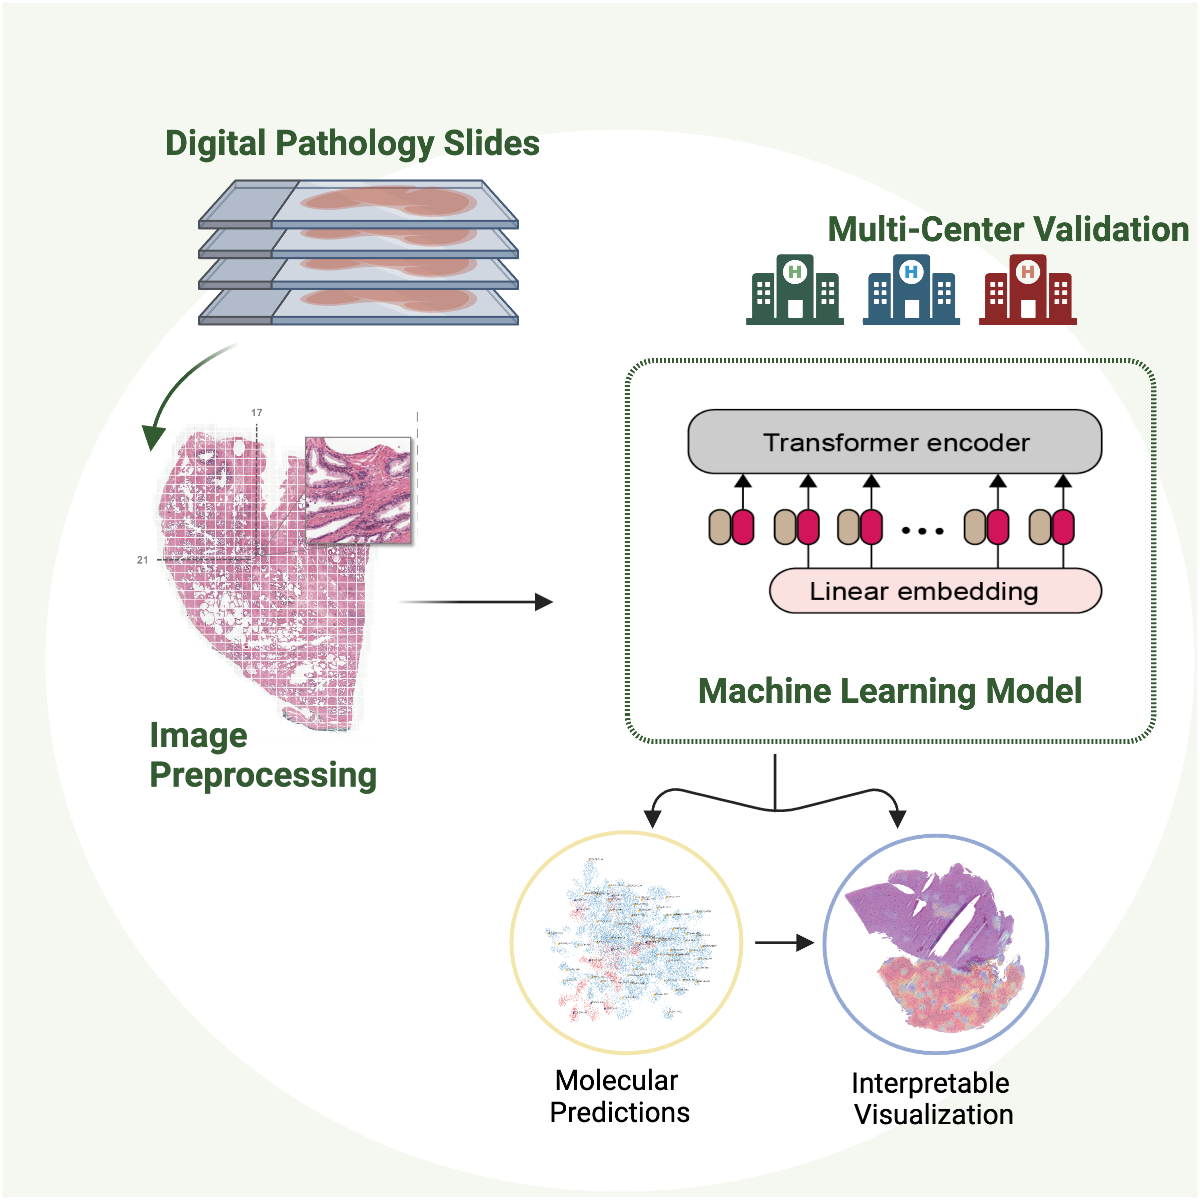 Digital Pathology Slides
Multi-Center Validation
H
H
H
17
21
Transformer encoder
Linear embedding
Machine Learning Model
Image
Preprocessing
Molecular
Predictions
Interpretable
Visualization